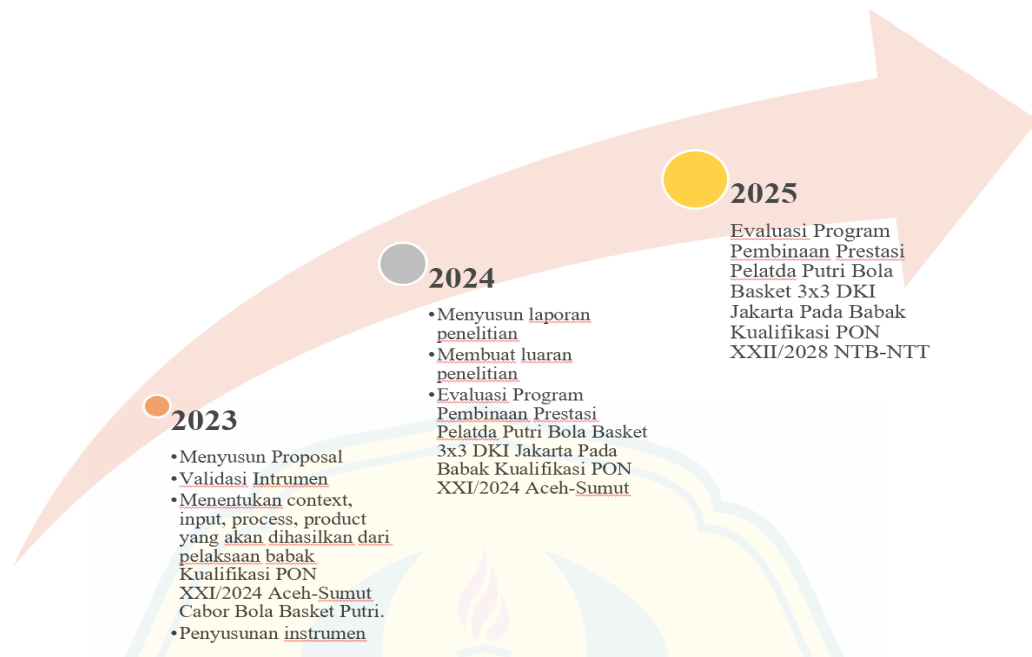 2023
•Menyusun Proposal
•Validasi Intrumen
•Menentukan context,
input, process, product
yang akan dihasilkan dari
pelaksaan babak
Kualifikasi PON
XXI/2024 Aceh-Sumut
Cabor Bola Basket Putri.
•Penyusunan instrumen
2024
•Menyusun laporan
penelitian
•Membuat luaran
penelitian
•Evaluasi Program
Pembinaan Prestasi
Pelatda Putri Bola Basket
3x3 DKI Jakarta Pada
Babak Kualifikasi PON
XXI/2024 Aceh-Sumut
2025
Evaluasi Program
Pembinaan Prestasi
Pelatda Putri Bola
Basket 3x3 DKI
Jakarta Pada Babak
Kualifikasi PON
XXII/2028 NTB-NTT